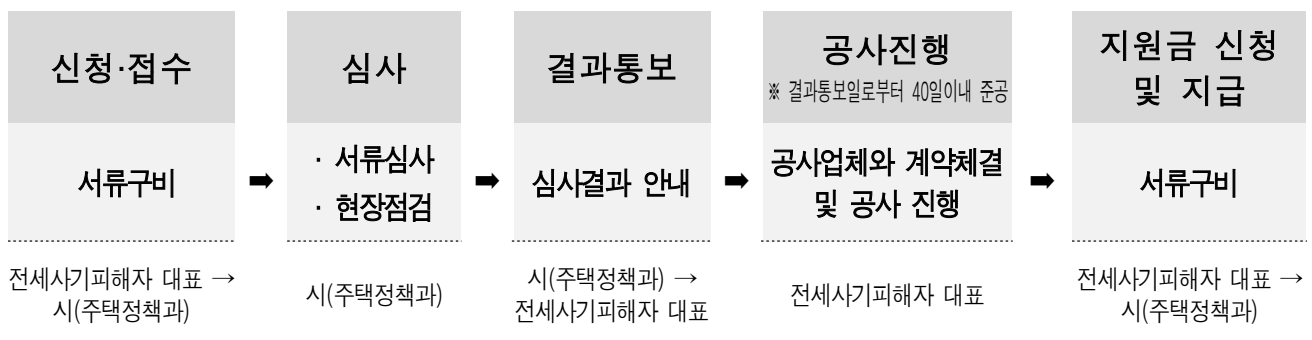 신청·접수
서류구비
전세사기피해자 대표 →
시(주택정책과)
➡
심사
· 서류심사
· 현장점검
시(주택정책과)
➡
결과통보
심사결과 안내
시(주택정책과) →
전세사기피해자 대표
➡
공사진행
※ 결과통보일로부터 40일이내 준공
공사업체와 계약체결
및 공사 진행
전세사기피해자 대표
➡
지원금 신청
및 지급
서류구비
전세사기피해자 대표 →
시(주택정책과)